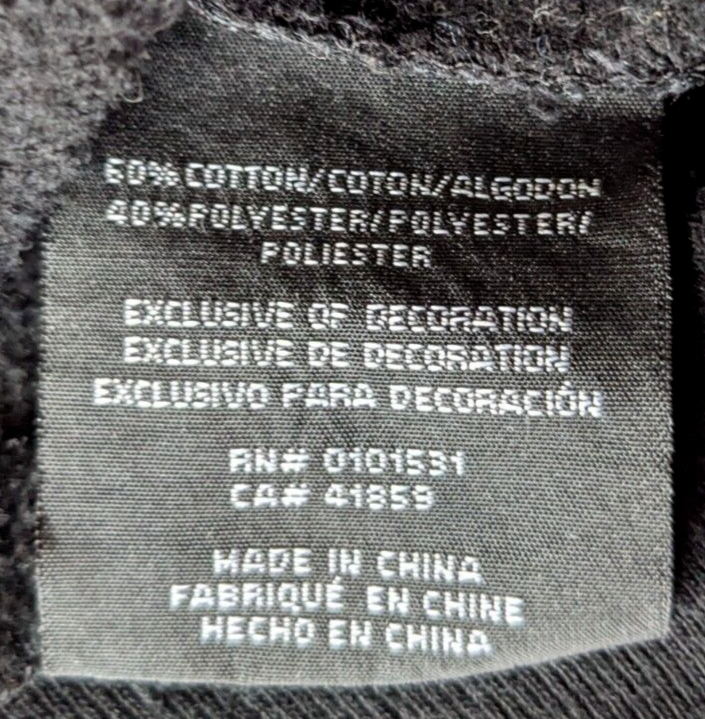 60% COTTON/COTON/ALGODON
40%POLYESTER/POLYESTER/
POLIESTER
EXCLUSIVE OF DECORATION
EXCLUSIVE DE DECORATION
EXCLUSIVO PARA DECORACIÓN
RN# 0101591
CA# 41859
MADE IN CHINA
FABRIQUÉ EN CHINE
HECHO EN CHINA